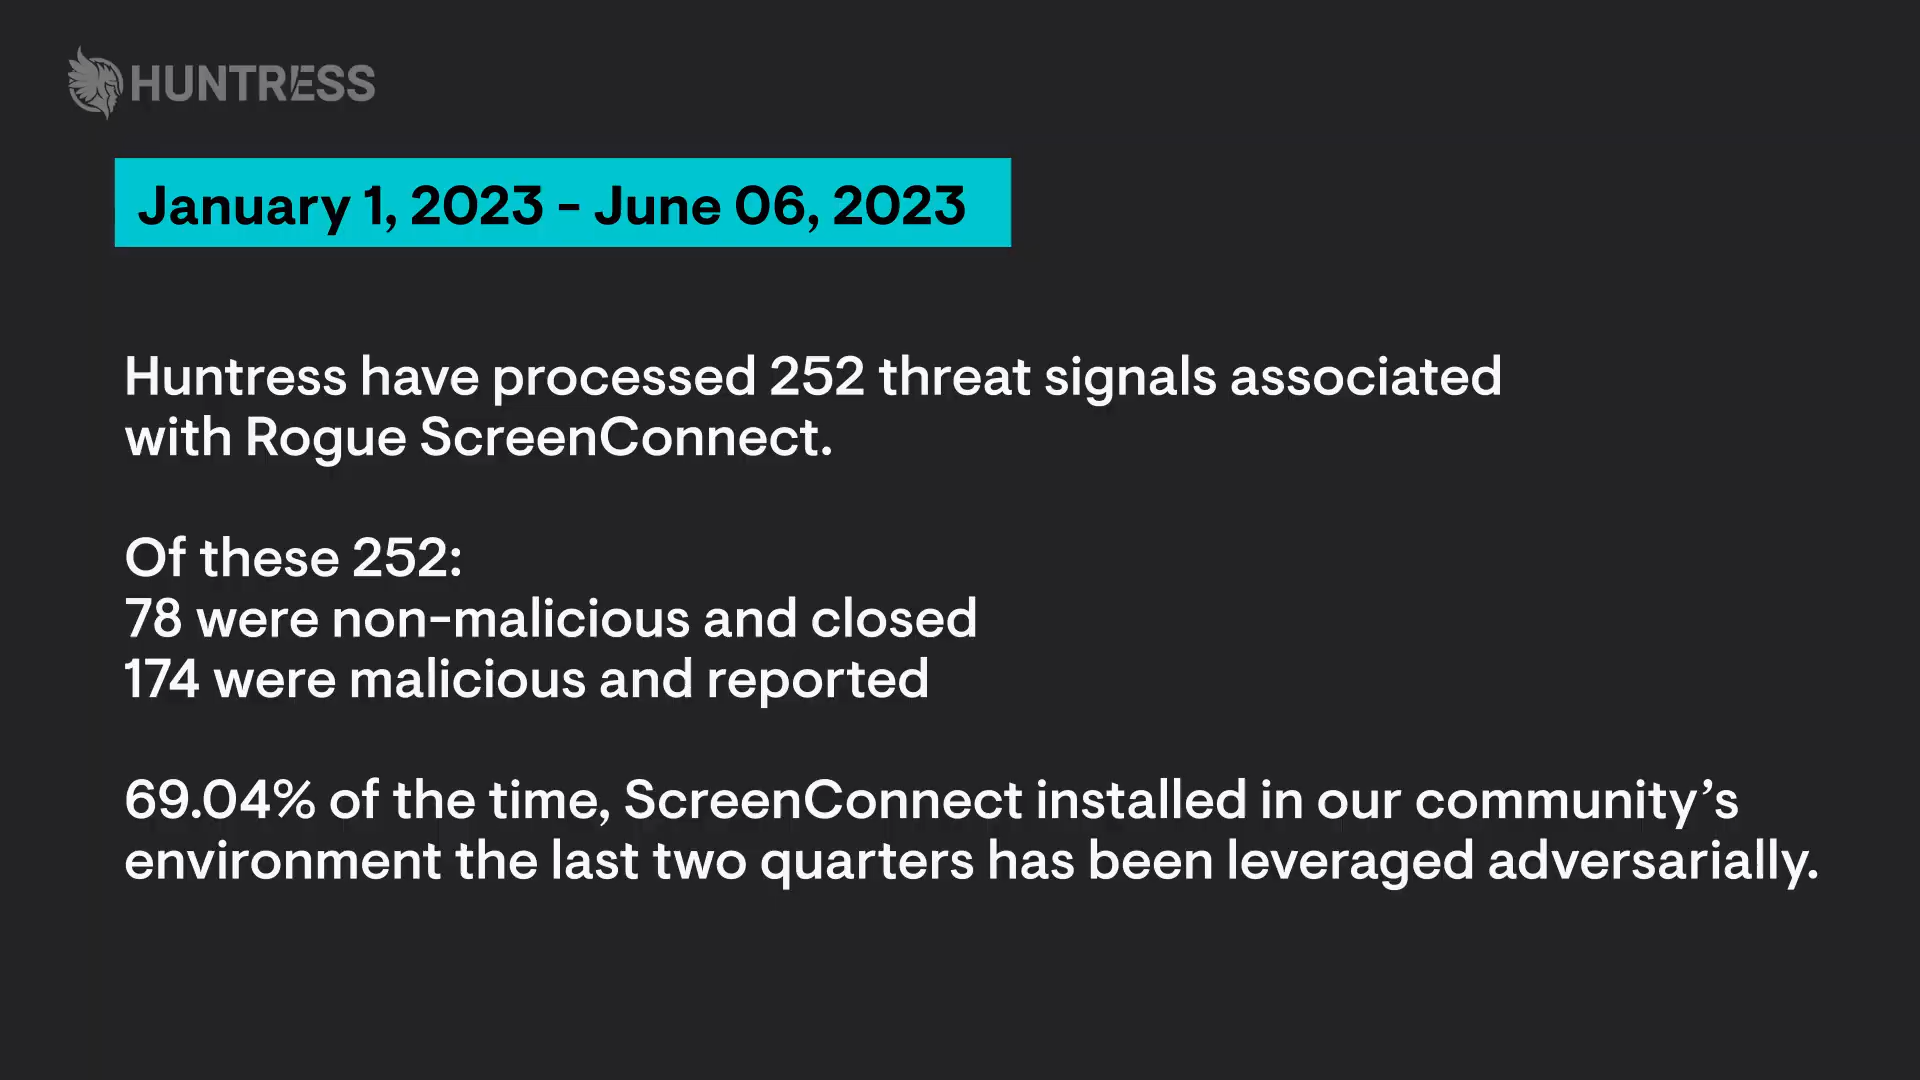 HUNTRESS
January 1, 2023 - June 06, 2023
Huntress have processed 252 threat signals associated
with Rogue ScreenConnect.
Of these 252:
78 were non-malicious and closed
174 were malicious and reported
69.04% of the time, ScreenConnect installed in our community’s
environment the last two quarters has been leveraged adversarially.